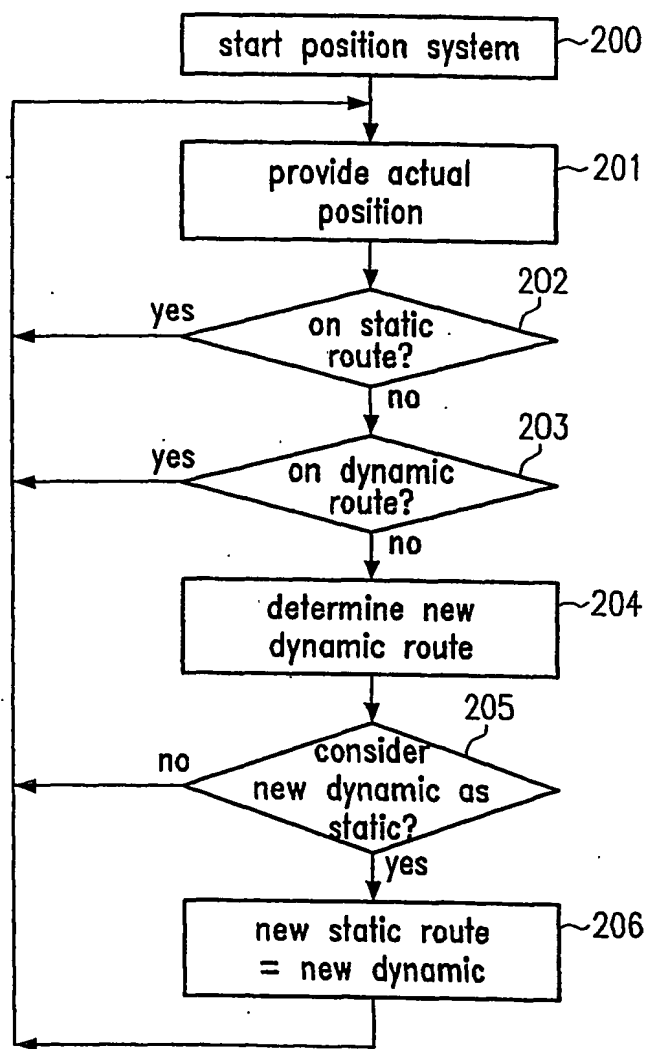 start position system
200
provide actual
position
201
202
on static
route?
yes
no
203
on dynamic
route?
yes
no
determine new
dynamic route
204
205
consider
new dynamic as
static?
no
yes
new static route
= new dynamic
206